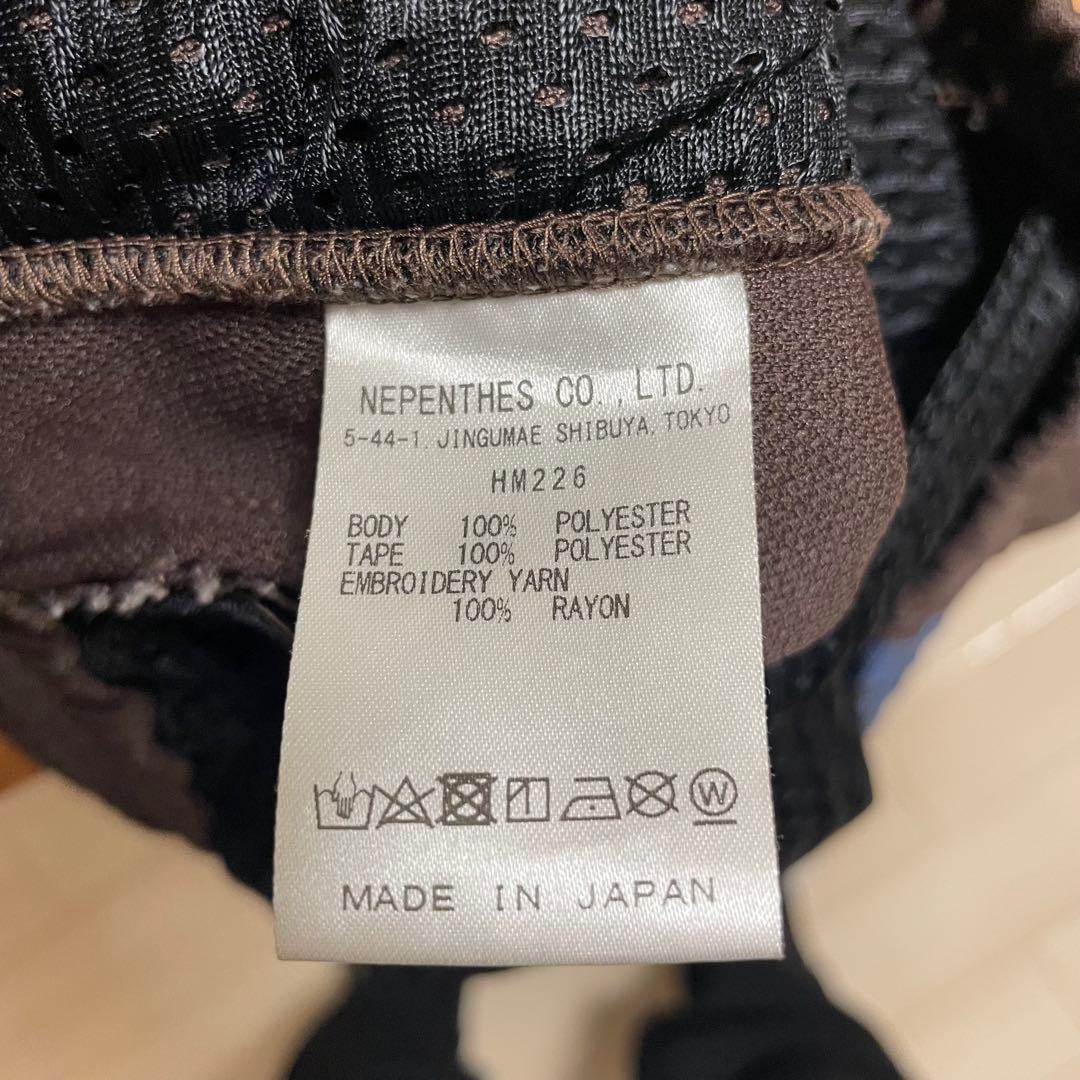 NEPENTHES CO.,LTD.
5-44-1, JINGUMAE SHIBUYA, TOKYO
HM226
BODY 100% POLYESTER
TAPE 100% POLYESTER
EMBROIDERY YARN
100% RAYON
W
MADE IN JAPAN